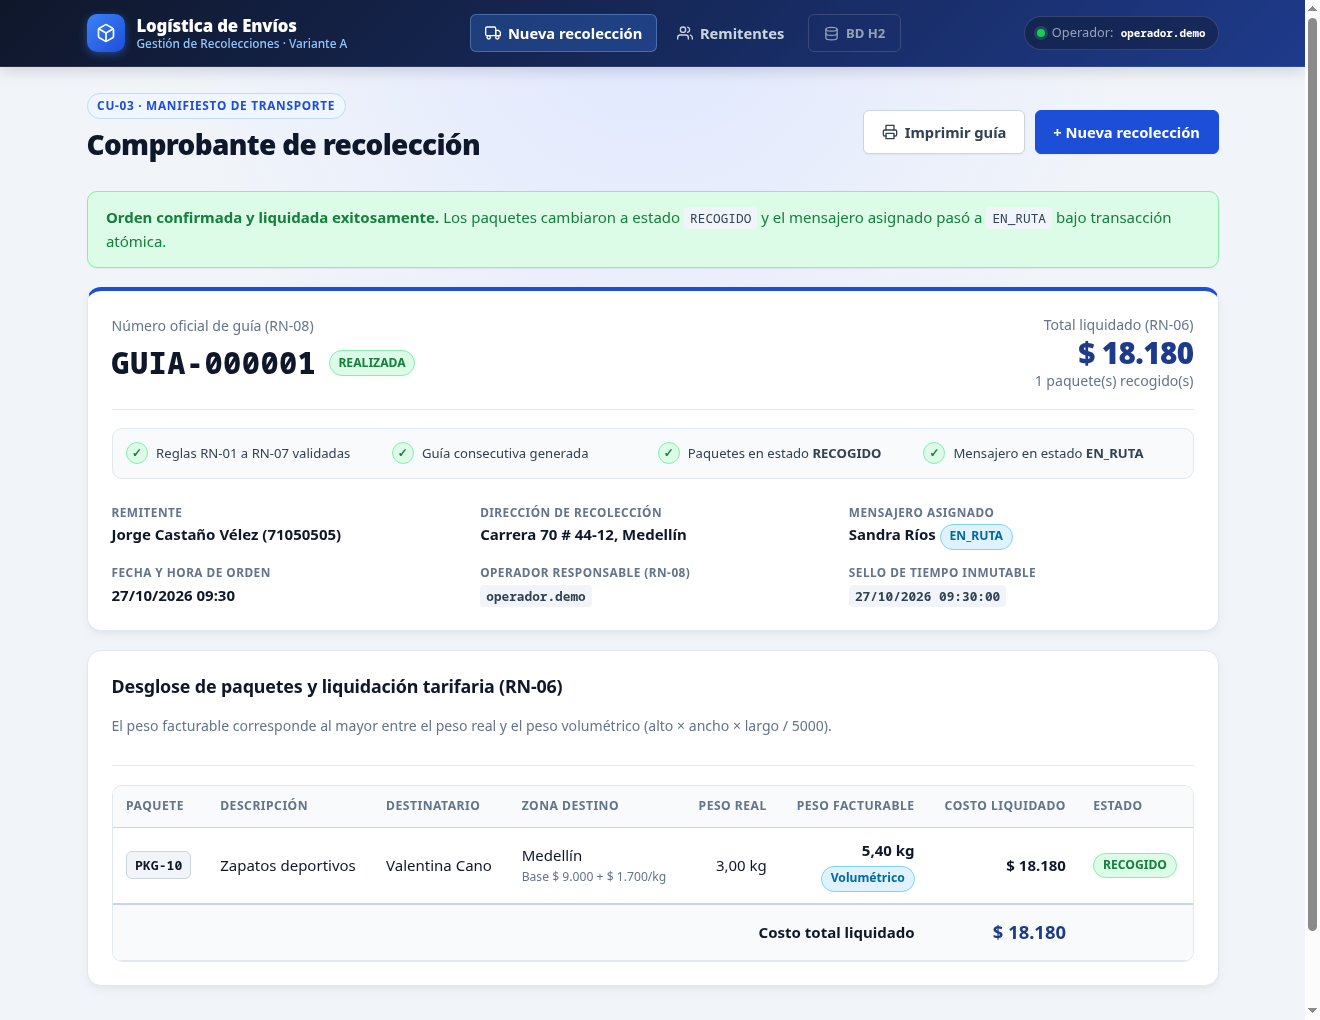 Logística de Envíos
Gestión de Recolecciones · Variante A
Nueva recolección
Remitentes
BD H2
Operador: operador.demo
CU-03 · MANIFIESTO DE TRANSPORTE
Comprobante de recolección
Imprimir guía
+ Nueva recolección
Orden confirmada y liquidada exitosamente. Los paquetes cambiaron a estado RECOGIDO y el mensajero asignado pasó a EN_RUTA bajo transacción
atómica.
Número oficial de guía (RN-08)
GUIA-000001 REALIZADA
Total liquidado (RN-06)
$ 18.180
1 paquete(s) recogido(s)
✓ Reglas RN-01 a RN-07 validadas
✓ Guía consecutiva generada
✓ Paquetes en estado RECOGIDO
✓ Mensajero en estado EN_RUTA
REMITENTE
Jorge Castaño Vélez (71050505)
DIRECCIÓN DE RECOLECCIÓN
Carrera 70 # 44-12, Medellín
MENSAJERO ASIGNADO
Sandra Ríos EN_RUTA
FECHA Y HORA DE ORDEN
27/10/2026 09:30
OPERADOR RESPONSABLE (RN-08)
operador.demo
SELLO DE TIEMPO INMUTABLE
27/10/2026 09:30:00
Desglose de paquetes y liquidación tarifaria (RN-06)
El peso facturable corresponde al mayor entre el peso real y el peso volumétrico (alto × ancho × largo / 5000).
PAQUETE DESCRIPCIÓN DESTINATARIO ZONA DESTINO PESO REAL PESO FACTURABLE COSTO LIQUIDADO ESTADO
PKG-10 Zapatos deportivos Valentina Cano Medellín
Base $ 9.000 + $ 1.700/kg
3,00 kg
5,40 kg
Volumétrico
$ 18.180
RECOGIDO
Costo total liquidado $ 18.180